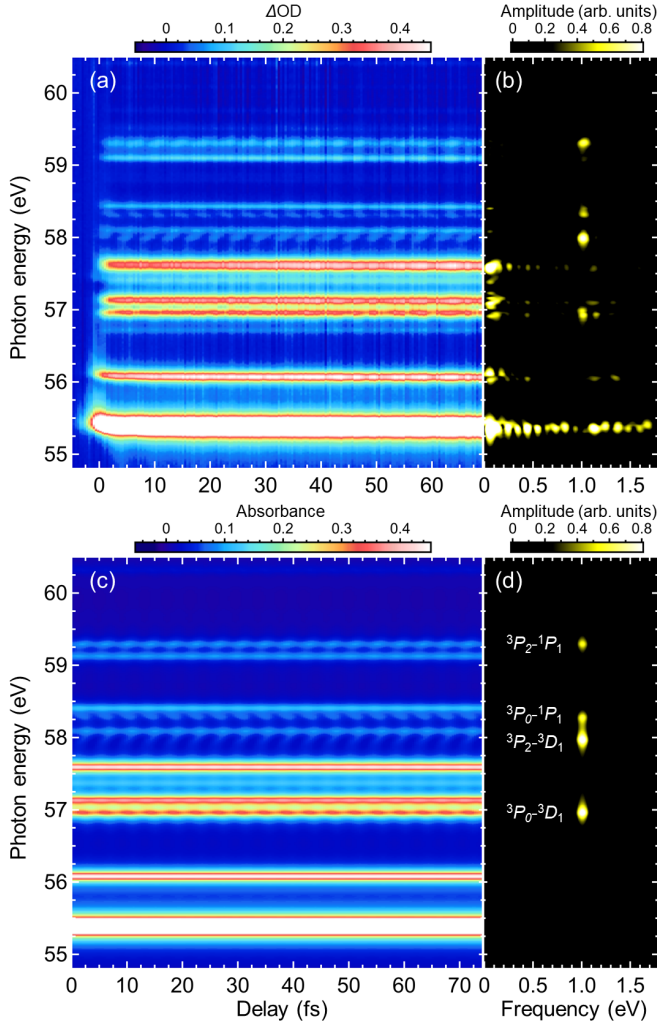 ΔOD
Amplitude (arb. units)
0 0.1 0.2 0.3 0.4
0 0.2 0.4 0.6 0.8
(a)
(b)
60
59
58
57
56
55
Photon energy (eV)
0 10 20 30 40 50 60
0 0.5 1.0 1.5
Absorbance
Amplitude (arb. units)
0 0.1 0.2 0.3 0.4
0 0.2 0.4 0.6 0.8
(c)
(d)
60
59
58
57
56
55
Photon energy (eV)
³P₂-¹P₁
³P₀-¹P₁
³P₂-³D₁
³P₀-³D₁
0 10 20 30 40 50 60 70
0 0.5 1.0 1.5
Delay (fs)
Frequency (eV)